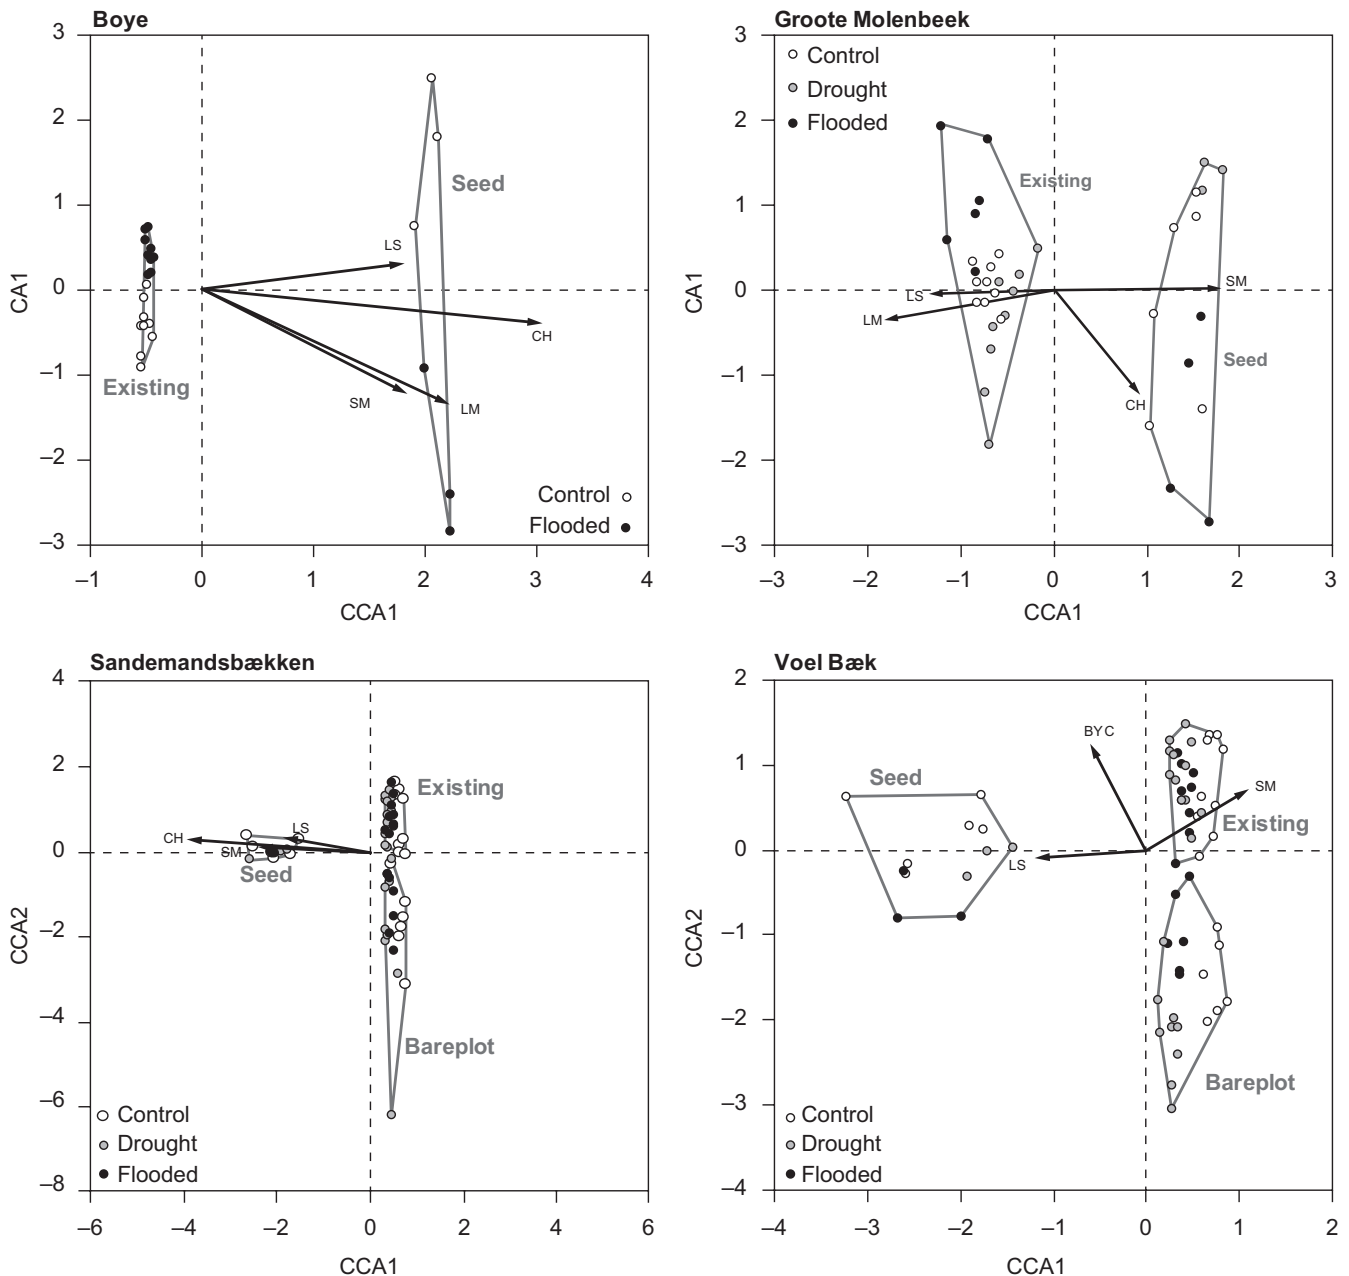 Boye
3
2
1
0
–1
–2
–3
–1
0
1
2
3
4
CA1
CCA1
Seed
Existing
LS
CH
SM
LM
Control
Flooded
Groote Molenbeek
3
2
1
0
–1
–2
–3
–3
–2
–1
0
1
2
3
CA1
CCA1
Control
Drought
Flooded
Existing
Seed
LS
LM
SM
CH
Sandemandsbækken
4
2
0
–2
–4
–6
–8
–6
–4
–2
0
2
4
6
CCA2
CCA1
Existing
Seed
Bareplot
CH
LS
SM
Control
Drought
Flooded
Voel Bæk
2
1
0
–1
–2
–3
–4
–4
–3
–2
–1
0
1
2
CCA2
CCA1
Seed
Existing
Bareplot
BYC
SM
LS
Control
Drought
Flooded